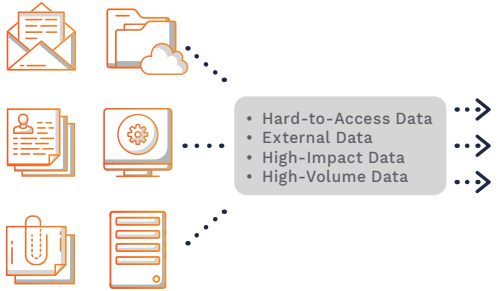 • Hard-to-Access Data
• External Data
• High-Impact Data
• High-Volume Data